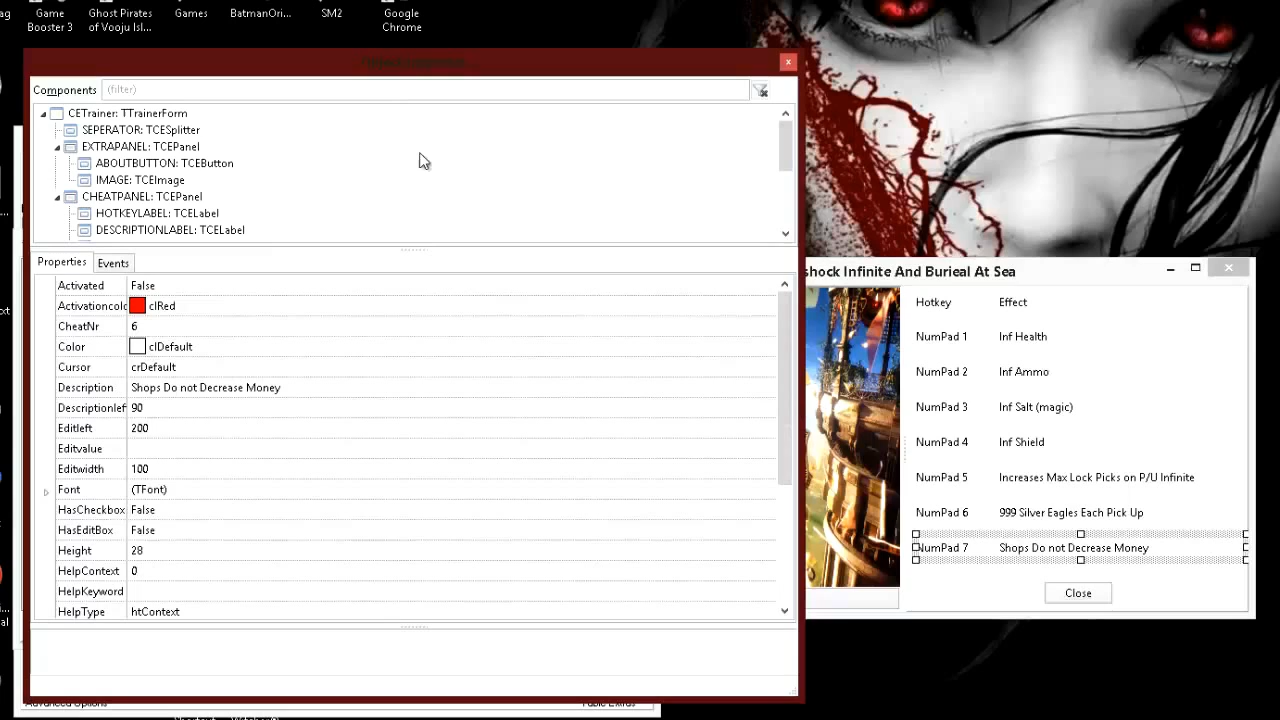 Game Booster 3
Ghost Pirates of Vooju Isl...
Games
BatmanOri...
SM2
Google Chrome
Components
(filter)
CETrainer: TTrainerForm
SEPERATOR: TCESplitter
EXTRAPANEL: TCEPanel
ABOUTBUTTON: TCEButton
IMAGE: TCEImage
CHEATPANEL: TCEPanel
HOTKEYLABEL: TCELabel
DESCRIPTIONLABEL: TCELabel
Properties
Events
Activated False
Activationcolo clRed
CheatNr 6
Color clDefault
Cursor crDefault
Description Shops Do not Decrease Money
Descriptionlef 90
Editleft 200
Editvalue
Editwidth 100
Font (TFont)
HasCheckbox False
HasEditBox False
Height 28
HelpContext 0
HelpKeyword
HelpType htContext
shock Infinite And Burieal At Sea
Hotkey Effect
NumPad 1 Inf Health
NumPad 2 Inf Ammo
NumPad 3 Inf Salt (magic)
NumPad 4 Inf Shield
NumPad 5 Increases Max Lock Picks on P/U Infinite
NumPad 6 999 Silver Eagles Each Pick Up
NumPad 7 Shops Do not Decrease Money
Close
Advanced Options
Table Extras